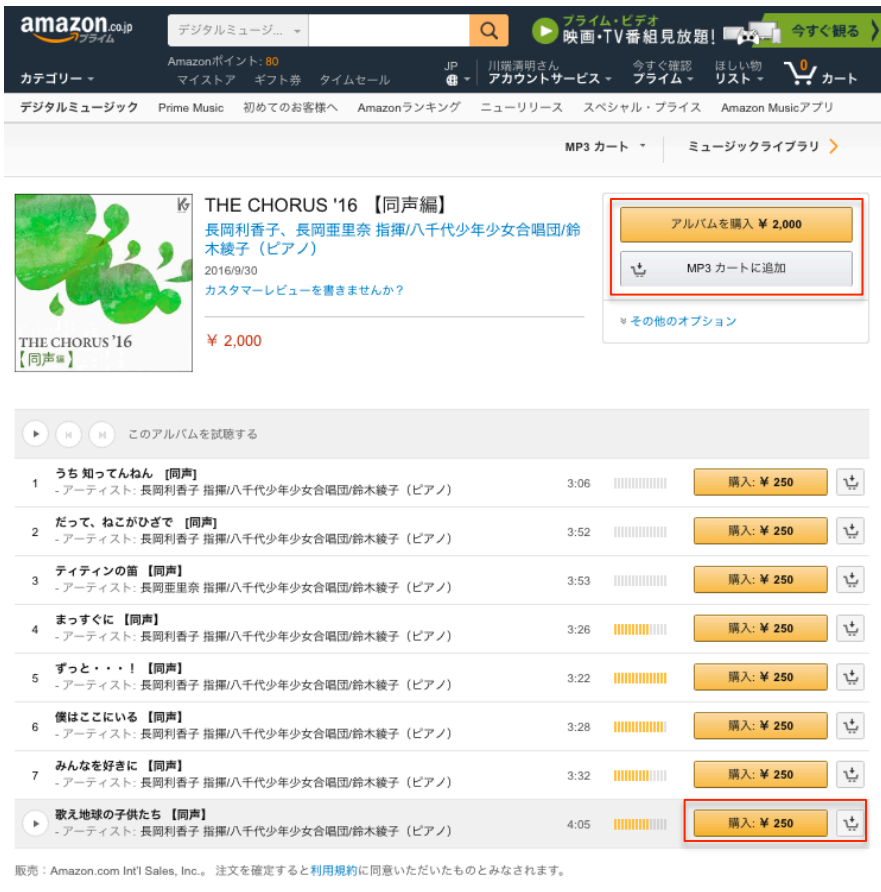 amazon.co.jp
プライム
デジタルミュージ...
プライム・ビデオ
映画・TV番組見放題!
今すぐ観る
Amazonポイント: 80
カテゴリー
マイストア ギフト券 タイムセール
JP
川端清明さん
アカウントサービス
今すぐ確認
プライム
ほしい物
リスト
0
カート
デジタルミュージック Prime Music 初めてのお客様へ Amazonランキング ニューリリース スペシャル・プライス Amazon Musicアプリ
MP3 カート ミュージックライブラリ
THE CHORUS '16
【同声編】
THE CHORUS '16 【同声編】
長岡利香子、長岡亜里奈 指揮/八千代少年少女合唱団/鈴
木綾子（ピアノ）
2016/9/30
カスタマーレビューを書きませんか？
¥ 2,000
アルバムを購入 ¥ 2,000
MP3 カートに追加
その他のオプション
このアルバムを試聴する
1 うち 知ってんねん [同声] 3:06 購入: ¥ 250
- アーティスト: 長岡利香子 指揮/八千代少年少女合唱団/鈴木綾子（ピアノ）
2 だって、ねこがひざで [同声] 3:52 購入: ¥ 250
- アーティスト: 長岡利香子 指揮/八千代少年少女合唱団/鈴木綾子（ピアノ）
3 ティティンの笛 【同声】 3:53 購入: ¥ 250
- アーティスト: 長岡亜里奈 指揮/八千代少年少女合唱団/鈴木綾子（ピアノ）
4 まっすぐに 【同声】 3:26 購入: ¥ 250
- アーティスト: 長岡利香子 指揮/八千代少年少女合唱団/鈴木綾子（ピアノ）
5 ずっと・・・！ 【同声】 3:22 購入: ¥ 250
- アーティスト: 長岡利香子 指揮/八千代少年少女合唱団/鈴木綾子（ピアノ）
6 僕はここにいる 【同声】 3:28 購入: ¥ 250
- アーティスト: 長岡利香子 指揮/八千代少年少女合唱団/鈴木綾子（ピアノ）
7 みんなを好きに 【同声】 3:32 購入: ¥ 250
- アーティスト: 長岡利香子 指揮/八千代少年少女合唱団/鈴木綾子（ピアノ）
歌え地球の子供たち 【同声】 4:05 購入: ¥ 250
- アーティスト: 長岡利香子 指揮/八千代少年少女合唱団/鈴木綾子（ピアノ）
販売：Amazon.com Int'l Sales, Inc.。 注文を確定すると利用規約に同意いただいたものとみなされます。